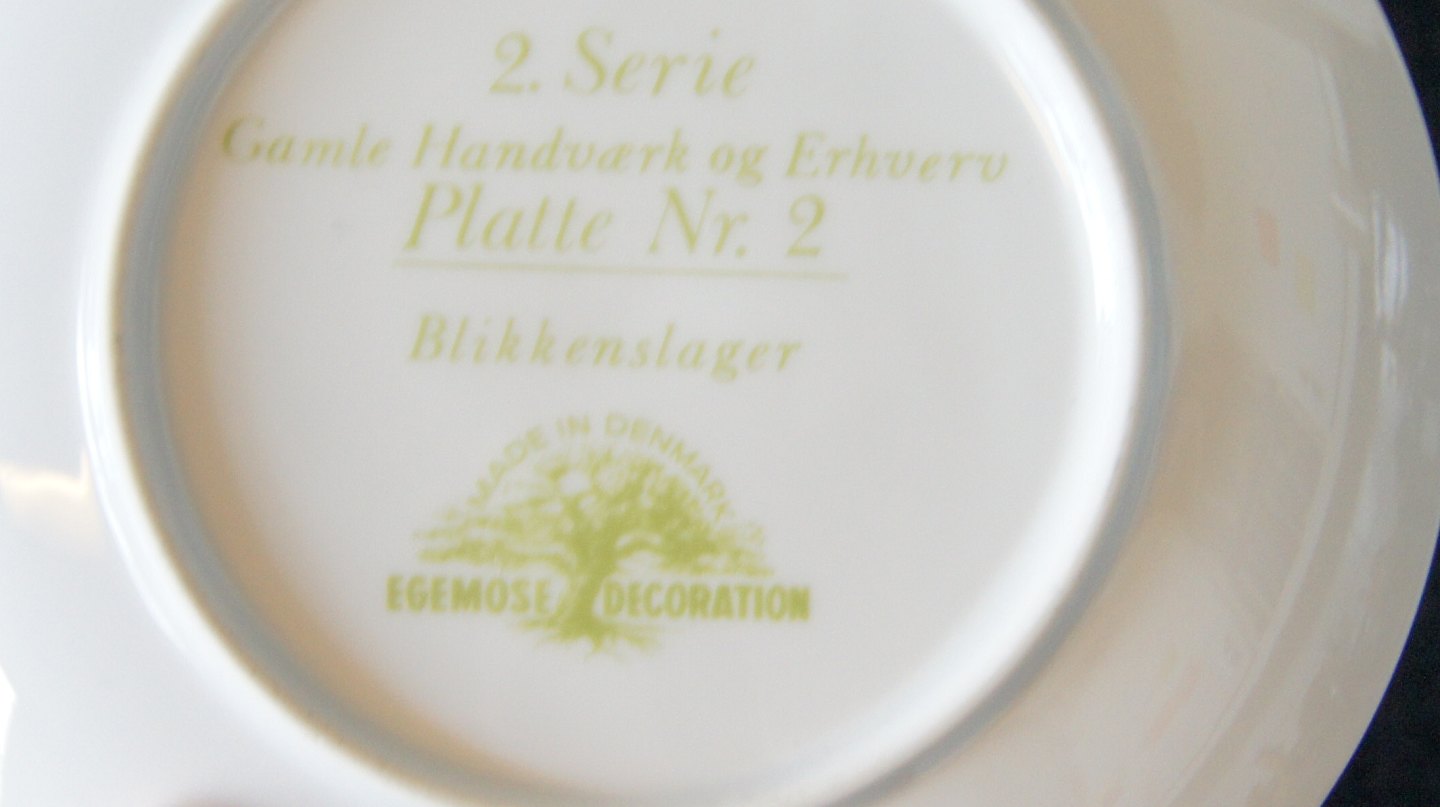 2. Serie
Gamle Handværk og Erhverv
Platte Nr. 2
Blikkenslager
MADE IN DENMARK
EGEMOSE DECORATION